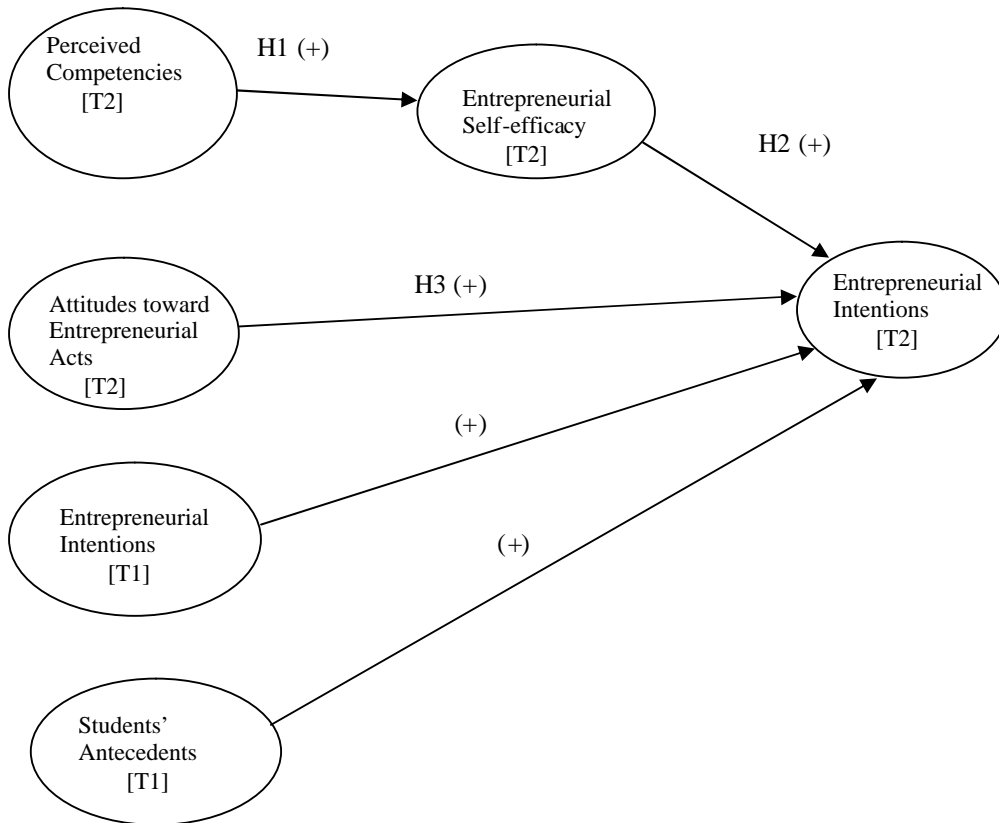 Perceived
Competencies
[T2]
H1 (+)
Entrepreneurial
Self-efficacy
[T2]
H2 (+)
Attitudes toward
Entrepreneurial
Acts
[T2]
H3 (+)
Entrepreneurial
Intentions
[T2]
(+)
Entrepreneurial
Intentions
[T1]
(+)
Students’
Antecedents
[T1]